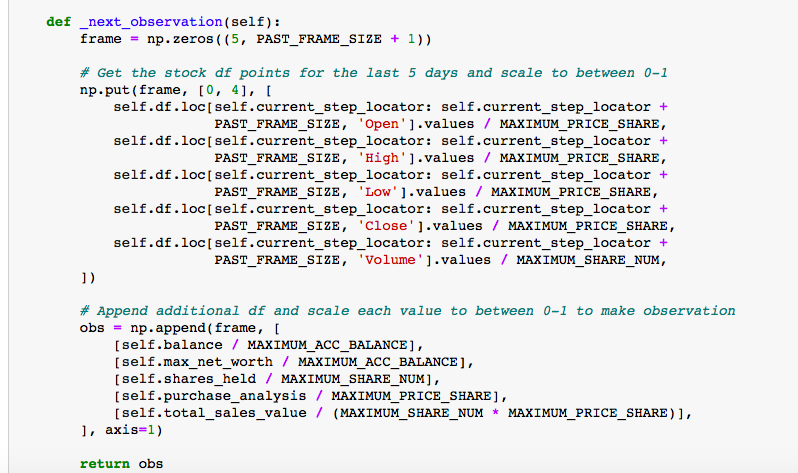 def _next_observation(self):
    frame = np.zeros((5, PAST_FRAME_SIZE + 1))

    # Get the stock df points for the last 5 days and scale to between 0-1
    np.put(frame, [0, 4], [
        self.df.loc[self.current_step_locator: self.current_step_locator +
                    PAST_FRAME_SIZE, 'Open'].values / MAXIMUM_PRICE_SHARE,
        self.df.loc[self.current_step_locator: self.current_step_locator +
                    PAST_FRAME_SIZE, 'High'].values / MAXIMUM_PRICE_SHARE,
        self.df.loc[self.current_step_locator: self.current_step_locator +
                    PAST_FRAME_SIZE, 'Low'].values / MAXIMUM_PRICE_SHARE,
        self.df.loc[self.current_step_locator: self.current_step_locator +
                    PAST_FRAME_SIZE, 'Close'].values / MAXIMUM_PRICE_SHARE,
        self.df.loc[self.current_step_locator: self.current_step_locator +
                    PAST_FRAME_SIZE, 'Volume'].values / MAXIMUM_SHARE_NUM,
    ])

    # Append additional df and scale each value to between 0-1 to make observation
    obs = np.append(frame, [
        [self.balance / MAXIMUM_ACC_BALANCE],
        [self.max_net_worth / MAXIMUM_ACC_BALANCE],
        [self.shares_held / MAXIMUM_SHARE_NUM],
        [self.purchase_analysis / MAXIMUM_PRICE_SHARE],
        [self.total_sales_value / (MAXIMUM_SHARE_NUM * MAXIMUM_PRICE_SHARE)],
    ], axis=1)

    return obs